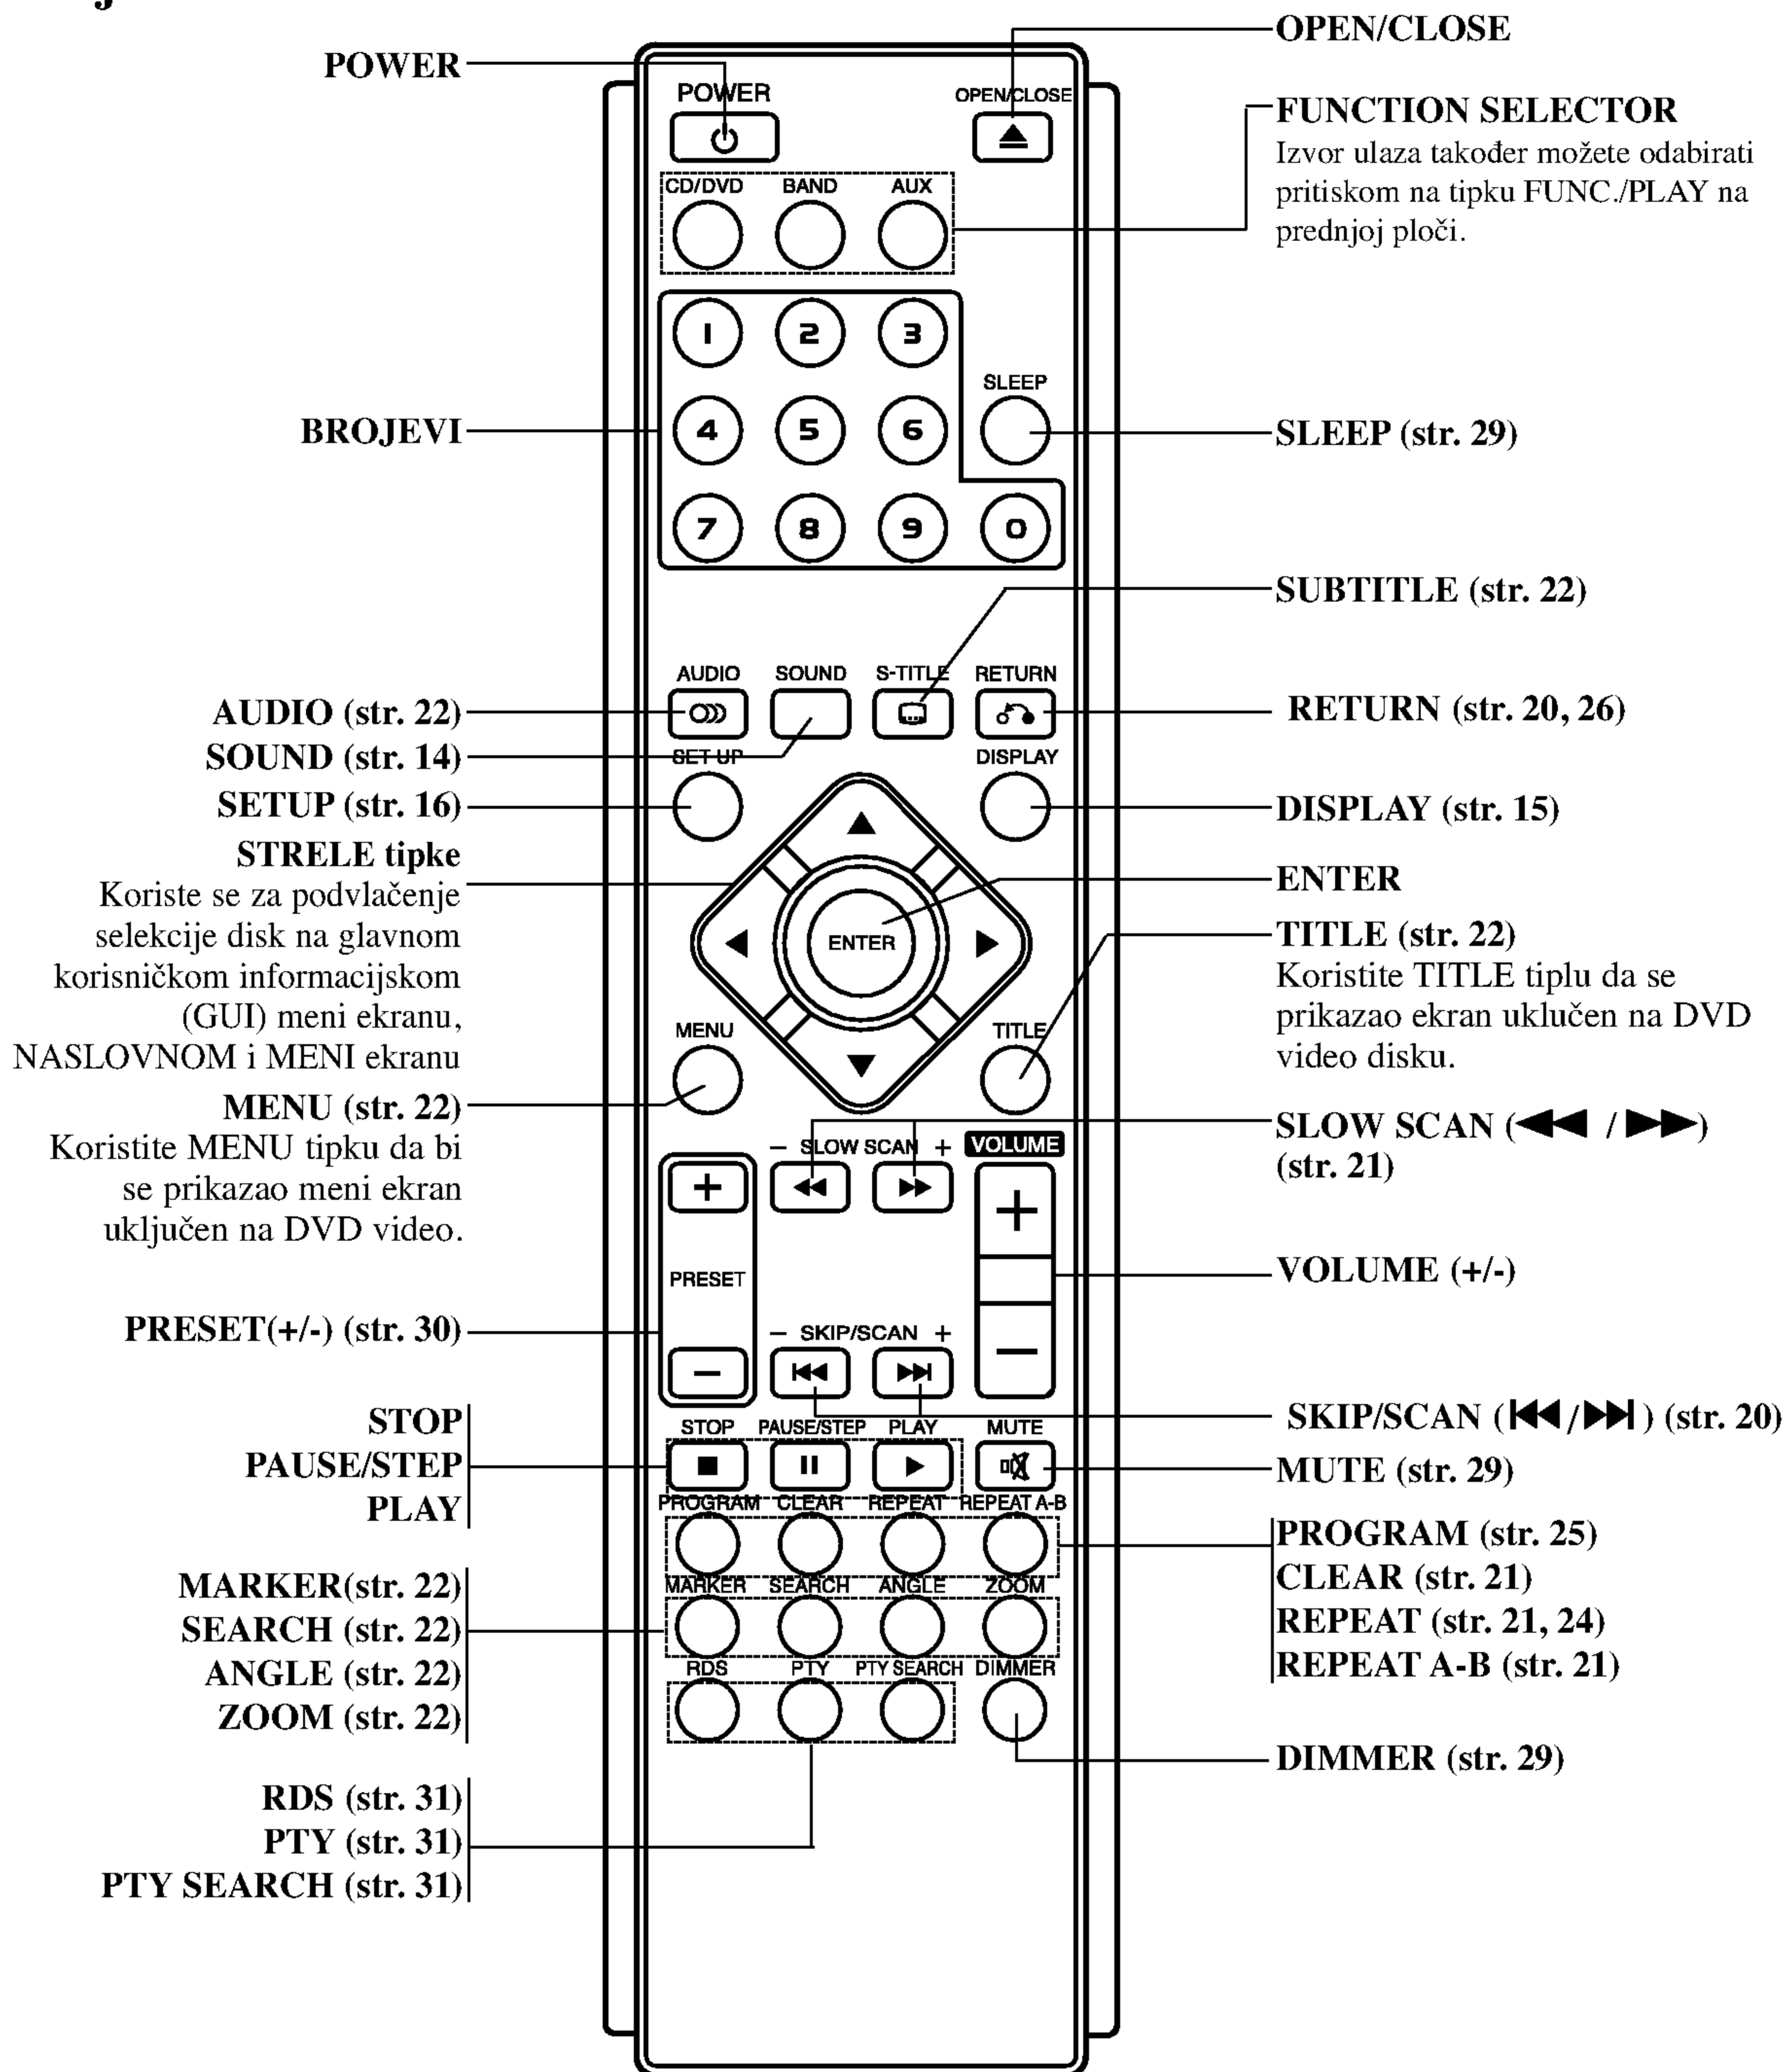 POWER
BROJEVI
AUDIO (str. 22)
SOUND (str. 14)
SETUP (str. 16)
STRELE tipke
Koriste se za podvlačenje
selekcije disk na glavnom
korisničkom informacijskom
(GUI) meni ekranu,
NASLOVNOM i MENI ekranu
MENU (str. 22)
Koristite MENU tipku da bi
se prikazao meni ekran
uključen na DVD video.
PRESET(+/-) (str. 30)
STOP
PAUSE/STEP
PLAY
MARKER(str. 22)
SEARCH (str. 22)
ANGLE (str. 22)
ZOOM (str. 22)
RDS (str. 31)
PTY (str. 31)
PTY SEARCH (str. 31)
POWER OPEN/CLOSE
CD/DVD BAND AUX
1 2 3
SLEEP
4 5 6
7 8 9 0
AUDIO SOUND S-TITLE RETURN
SET UP DISPLAY
ENTER
MENU TITLE
– SLOW SCAN + VOLUME
+ +
PRESET
– SKIP/SCAN +
– –
STOP PAUSE/STEP PLAY MUTE
PROGRAM CLEAR REPEAT REPEAT A-B
MARKER SEARCH ANGLE ZOOM
RDS PTY PTY SEARCH DIMMER
OPEN/CLOSE
FUNCTION SELECTOR
Izvor ulaza također možete odabirati
pritiskom na tipku FUNC./PLAY na
prednjoj ploči.
SLEEP (str. 29)
SUBTITLE (str. 22)
RETURN (str. 20, 26)
DISPLAY (str. 15)
ENTER
TITLE (str. 22)
Koristite TITLE tiplu da se
prikazao ekran uklučen na DVD
video disku.
SLOW SCAN (◀◀ / ▶▶)
(str. 21)
VOLUME (+/-)
SKIP/SCAN (⏮/⏭) (str. 20)
MUTE (str. 29)
PROGRAM (str. 25)
CLEAR (str. 21)
REPEAT (str. 21, 24)
REPEAT A-B (str. 21)
DIMMER (str. 29)